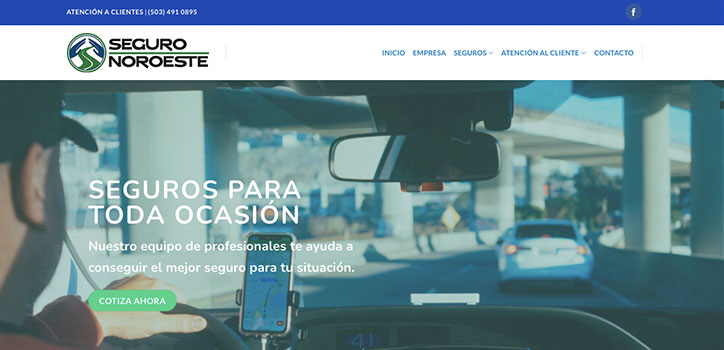 ATENCIÓN A CLIENTES | (503) 491 0895
SEGURO
NOROESTE
INICIO EMPRESA SEGUROS ATENCIÓN AL CLIENTE CONTACTO
SEGUROS PARA
TODA OCASIÓN
Nuestro equipo de profesionales te ayuda a
conseguir el mejor seguro para tu situación.
COTIZA AHORA
41